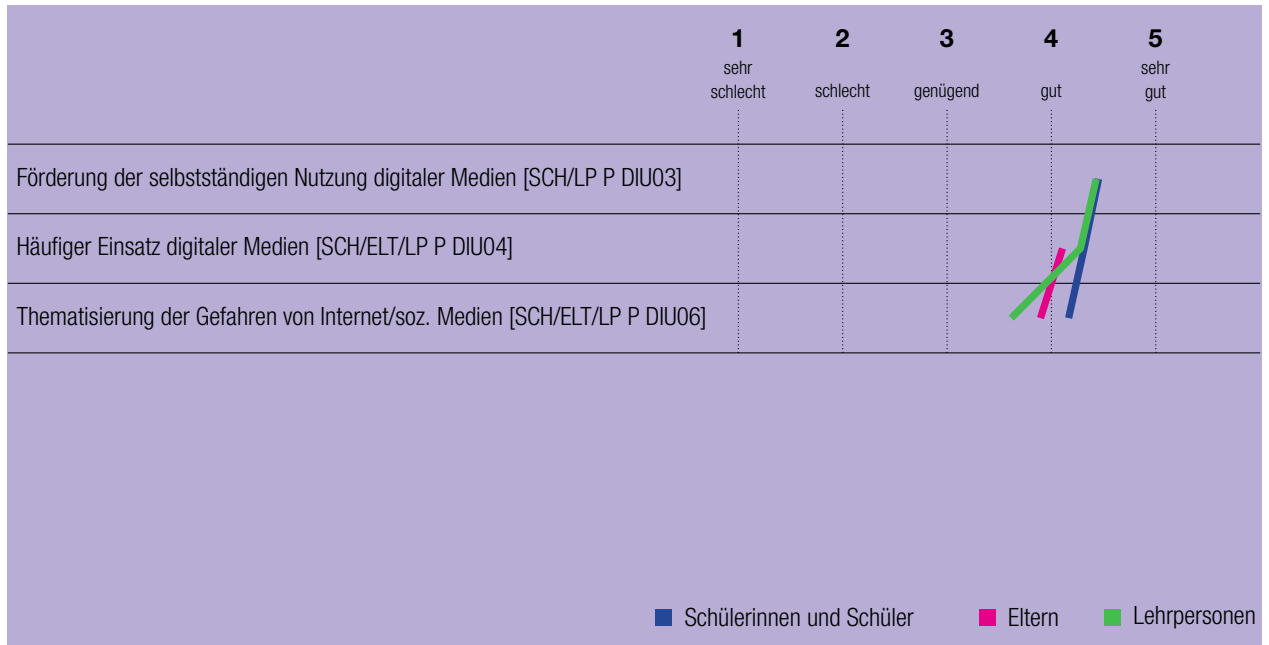 1 2 3 4 5
sehr schlecht schlecht genügend gut sehr gut
Förderung der selbstständigen Nutzung digitaler Medien [SCH/LP P DIU03]
Häufiger Einsatz digitaler Medien [SCH/ELT/LP P DIU04]
Thematisierung der Gefahren von Internet/soz. Medien [SCH/ELT/LP P DIU06]
Schülerinnen und Schüler Eltern Lehrpersonen